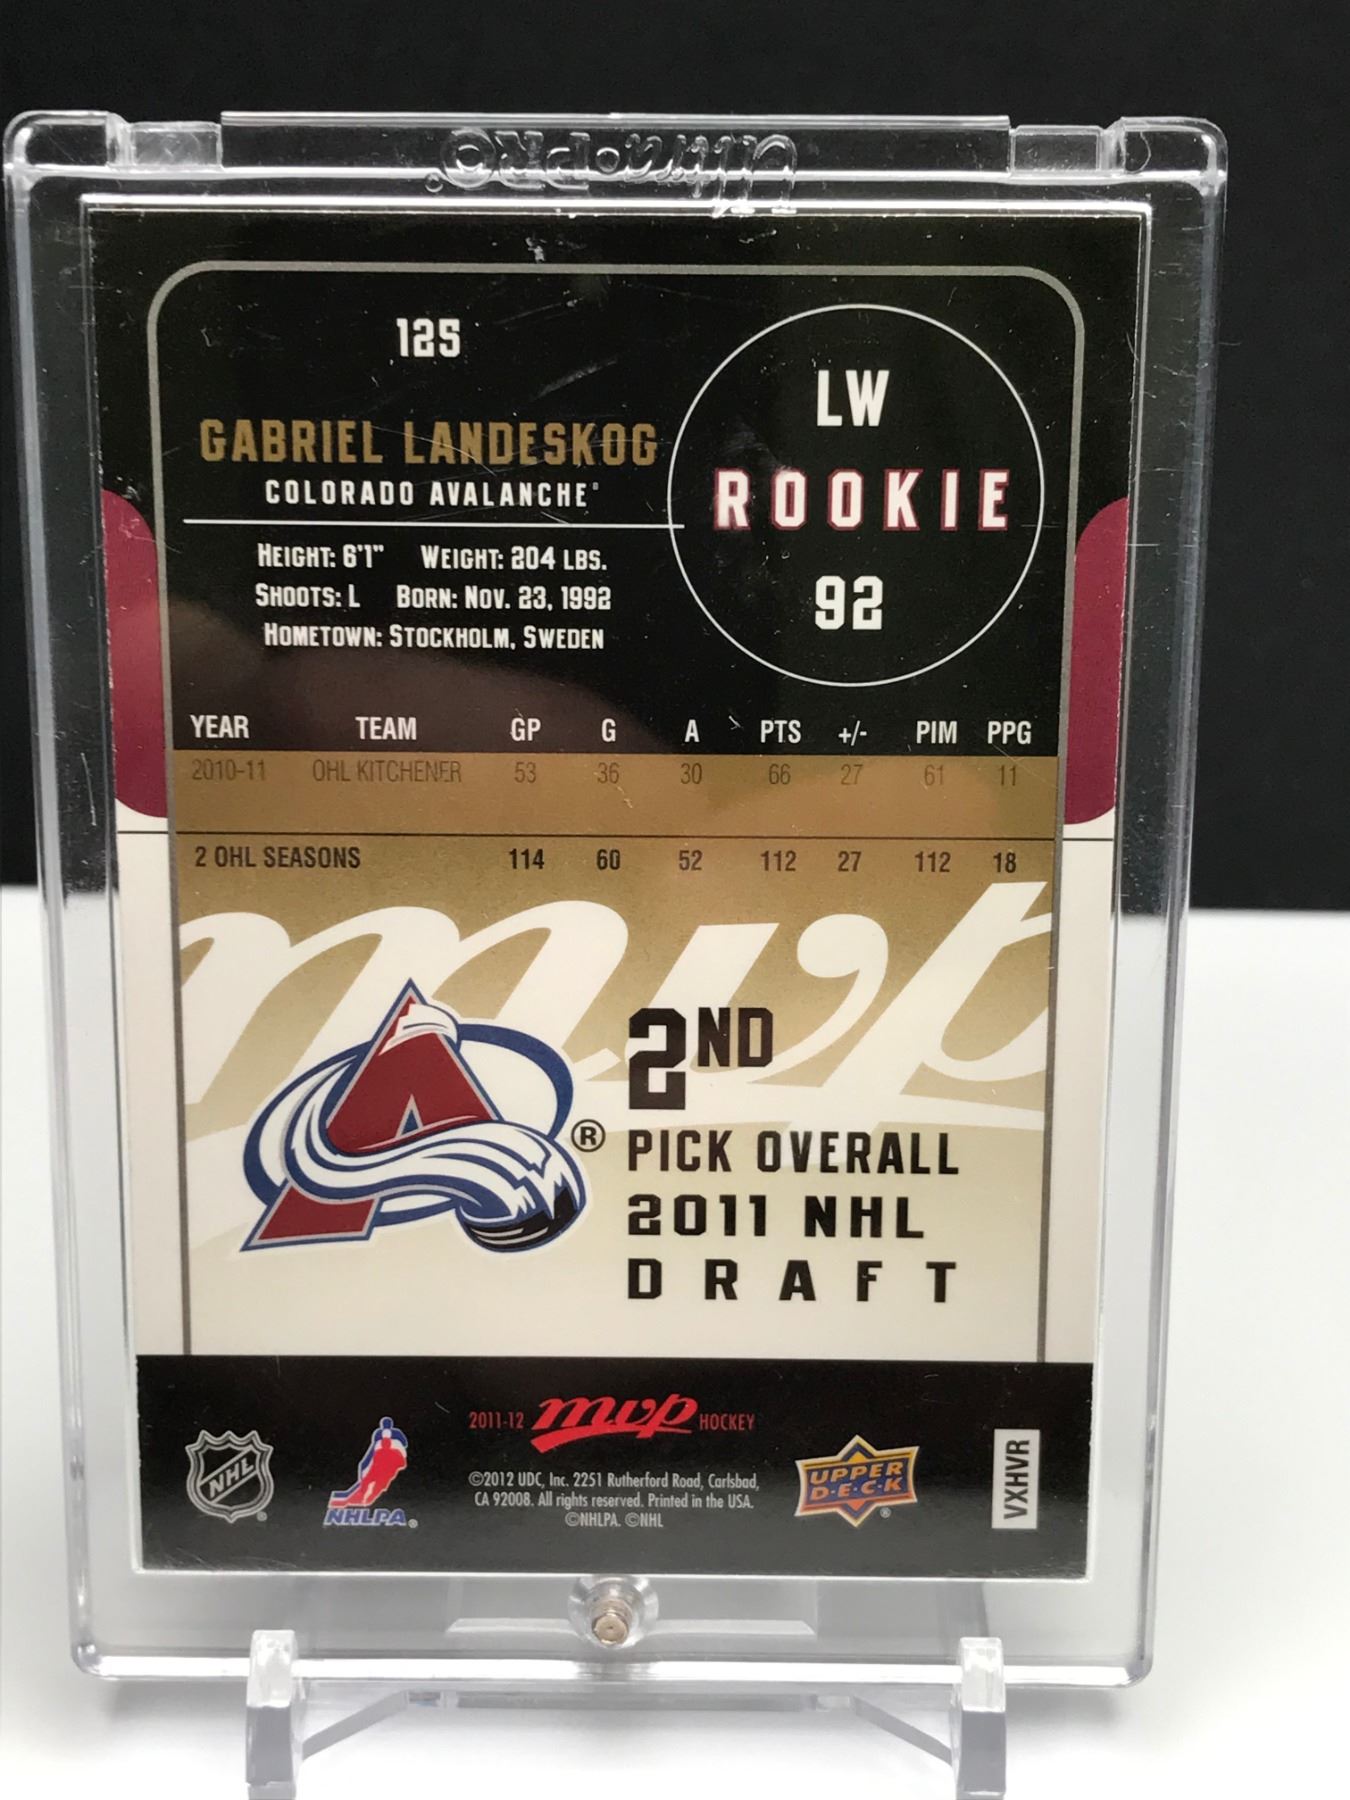 Ultra·PRO®
125
GABRIEL LANDESKOG
COLORADO AVALANCHE®
HEIGHT: 6'1" WEIGHT: 204 LBS.
SHOOTS: L BORN: NOV. 23, 1992
HOMETOWN: STOCKHOLM, SWEDEN
LW
ROOKIE
92
YEAR TEAM GP G A PTS +/- PIM PPG
2010-11 OHL KITCHENER 53 36 30 66 27 61 11
2 OHL SEASONS 114 60 52 112 27 112 18
mvp
A ®
2ND
PICK OVERALL
2011 NHL
DRAFT
2011-12 mvp HOCKEY
©2012 UDC, Inc. 2251 Rutherford Road, Carlsbad,
CA 92008. All rights reserved. Printed in the USA.
©NHLPA. ©NHL
NHL®
NHLPA®
UPPER
D·E·C·K®
VXHVR